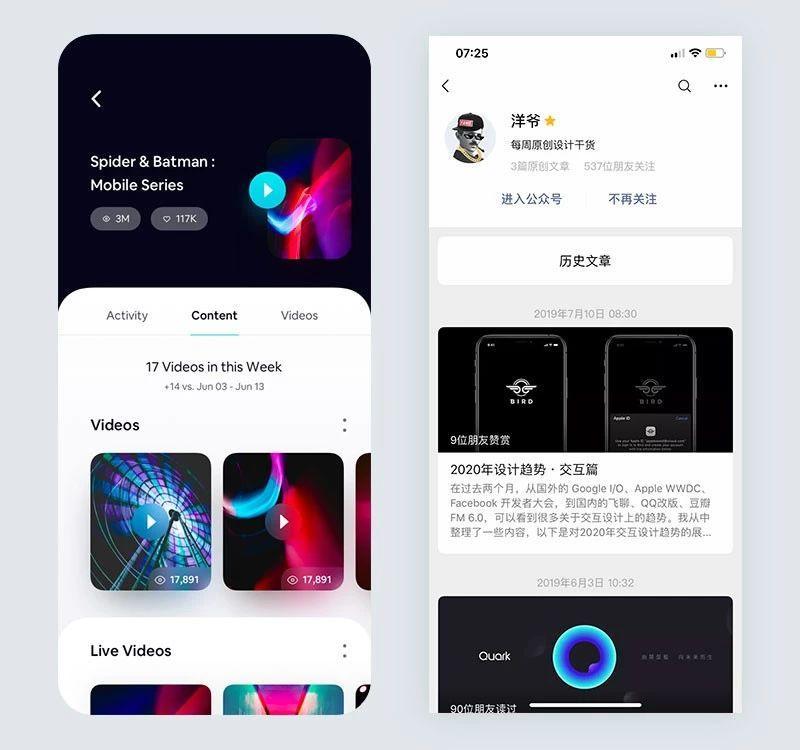 Spider & Batman :
Mobile Series
3M
117K
Activity
Content
Videos
17 Videos in this Week
+14 vs. Jun 03 - Jun 13
Videos
17,891
17,891
Live Videos
07:25
洋爷
每周原创设计干货
3篇原创文章
537位朋友关注
进入公众号
不再关注
历史文章
2019年7月10日 08:30
BIRD
BIRD
Apple ID
Cancel
9位朋友赞赏
2020年设计趋势 · 交互篇
在过去两个月，从国外的 Google I/O、Apple WWDC、
Facebook 开发者大会，到国内的飞聊、QQ改版、豆瓣
FM 6.0，可以看到很多关于交互设计上的趋势。我从中
整理了一些内容，以下是对2020年交互设计趋势的展...
2019年6月3日 10:32
Quark
90位朋友读过